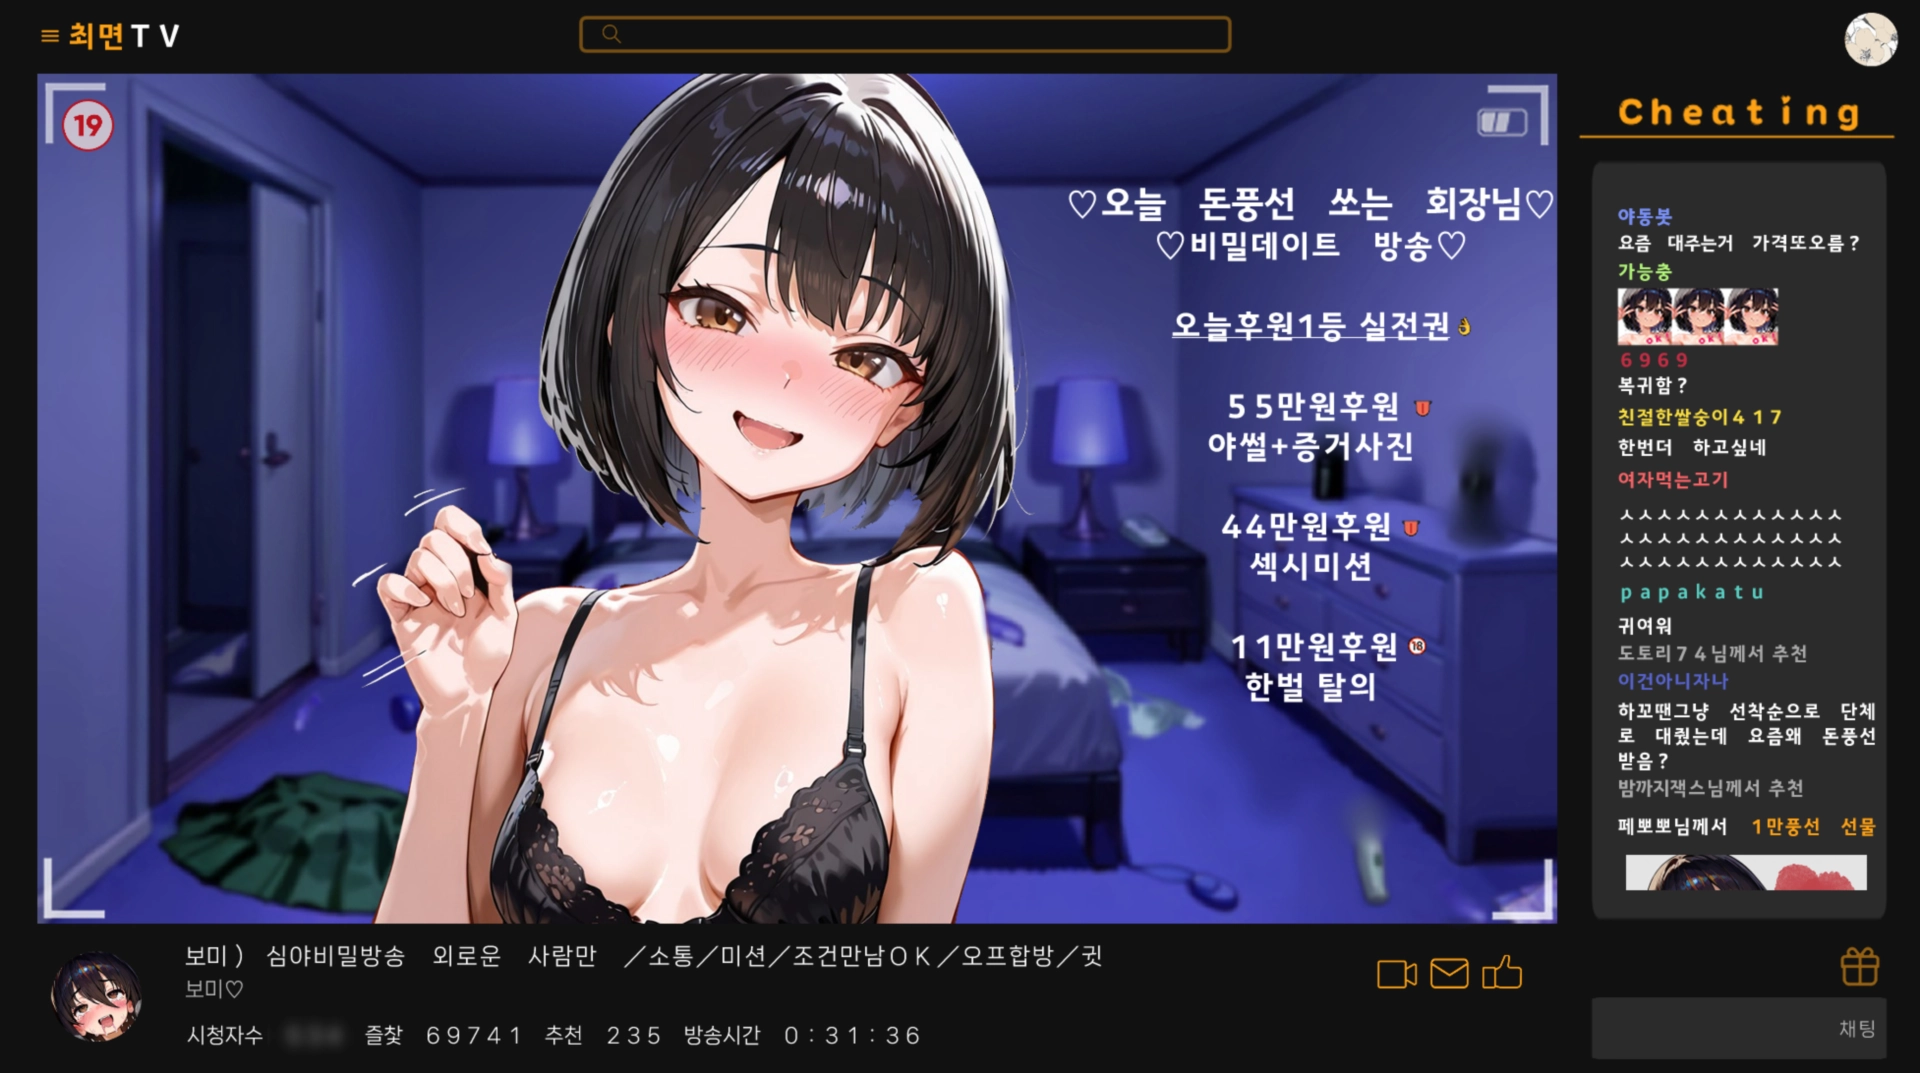 최면TV
19
♡오늘 돈풍선 쏘는 회장님♡
♡비밀데이트 방송♡
오늘후원1등 실전권👌
55만원후원
야썰+증거사진
44만원후원
섹시미션
11만원후원🔞
한벌 탈의
Cheating
야동봇
요즘 대주는거 가격또오름?
가능충
6969
복귀함?
친절한쌀숭이417
한번더 하고싶네
여자먹는고기
ㅅㅅㅅㅅㅅㅅㅅㅅㅅㅅㅅㅅ
ㅅㅅㅅㅅㅅㅅㅅㅅㅅㅅㅅㅅ
ㅅㅅㅅㅅㅅㅅㅅㅅㅅㅅㅅㅅ
papakatu
귀여워
도토리74님께서 추천
이건아니자나
하꼬땐그냥 선착순으로 단체
로 대줬는데 요즘왜 돈풍선
받음?
밤까지잭스님께서 추천
페뽀뽀님께서 1만풍선 선물
보미) 심야비밀방송 외로운 사람만 /소통/미션/조건만남OK/오프합방/귓
보미♡
시청자수 즐찾 69741 추천 235 방송시간 0:31:36
채팅